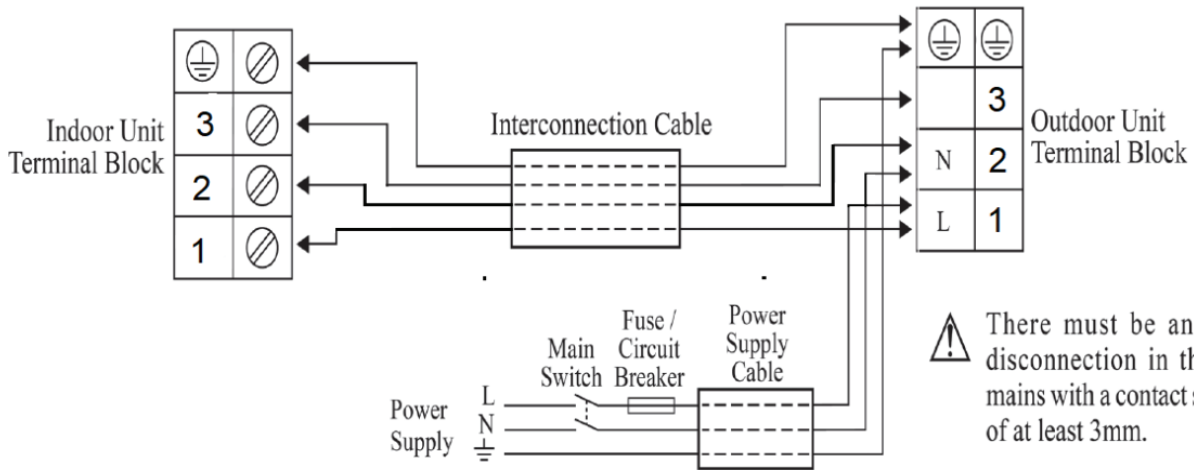 Indoor Unit
Terminal Block
3
2
1
Interconnection Cable
3
N 2
L 1
Outdoor Unit
Terminal Block
Power
Supply
L
N
Main
Switch
Fuse /
Circuit
Breaker
Power
Supply
Cable
There must be an
disconnection in th
mains with a contact s
of at least 3mm.